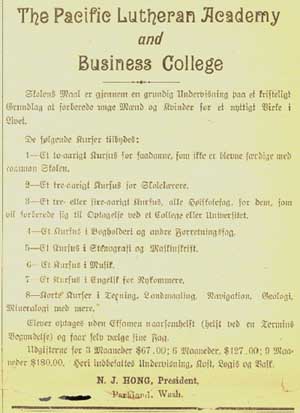 The Pacific Lutheran Academy
and
Business College
Skolens Maal er gjennem en grundig Undervisning paa et kristeligt
Grundlag at forberede unge Mænd og Kvinder for et nyttigt Virke i
Livet.
De følgende Kurser tilbydes:
1—Et to-aarigt Kursus for saadanne, som ikke er blevne færdige med
common Skolen.
2—Et tre-aarigt Kursus for Skolelærere.
3—Et tre- eller fire-aarigt Kursus, alle Høiskolefag, for dem, som
vil forberede sig til Optagelse ved et College eller Universitet.
4—Et Kursus i Bogholderi og andre Forretningsfag.
5—Et Kursus i Stenografi og Maskinskrift.
6—Et Kursus i Musik.
7—Et Kursus i Engelsk for Nykommere.
8—Korte Kurser i Tegning, Landmaaling, Navigation, Geologi,
Mineralogi med mere.
Elever optages uden Eksamen naarsomhelst (helst ved en Termins
Begyndelse) og faar selv vælge sine Fag.
Udgifterne for 3 Maaneder $67.00; 6 Maaneder, $127.00; 9 Maa-
neder $180.00. Heri indbefattes Undervisning, Kost, Logis og Vask.
N. J. HONG, President,
Parkland, Wash.